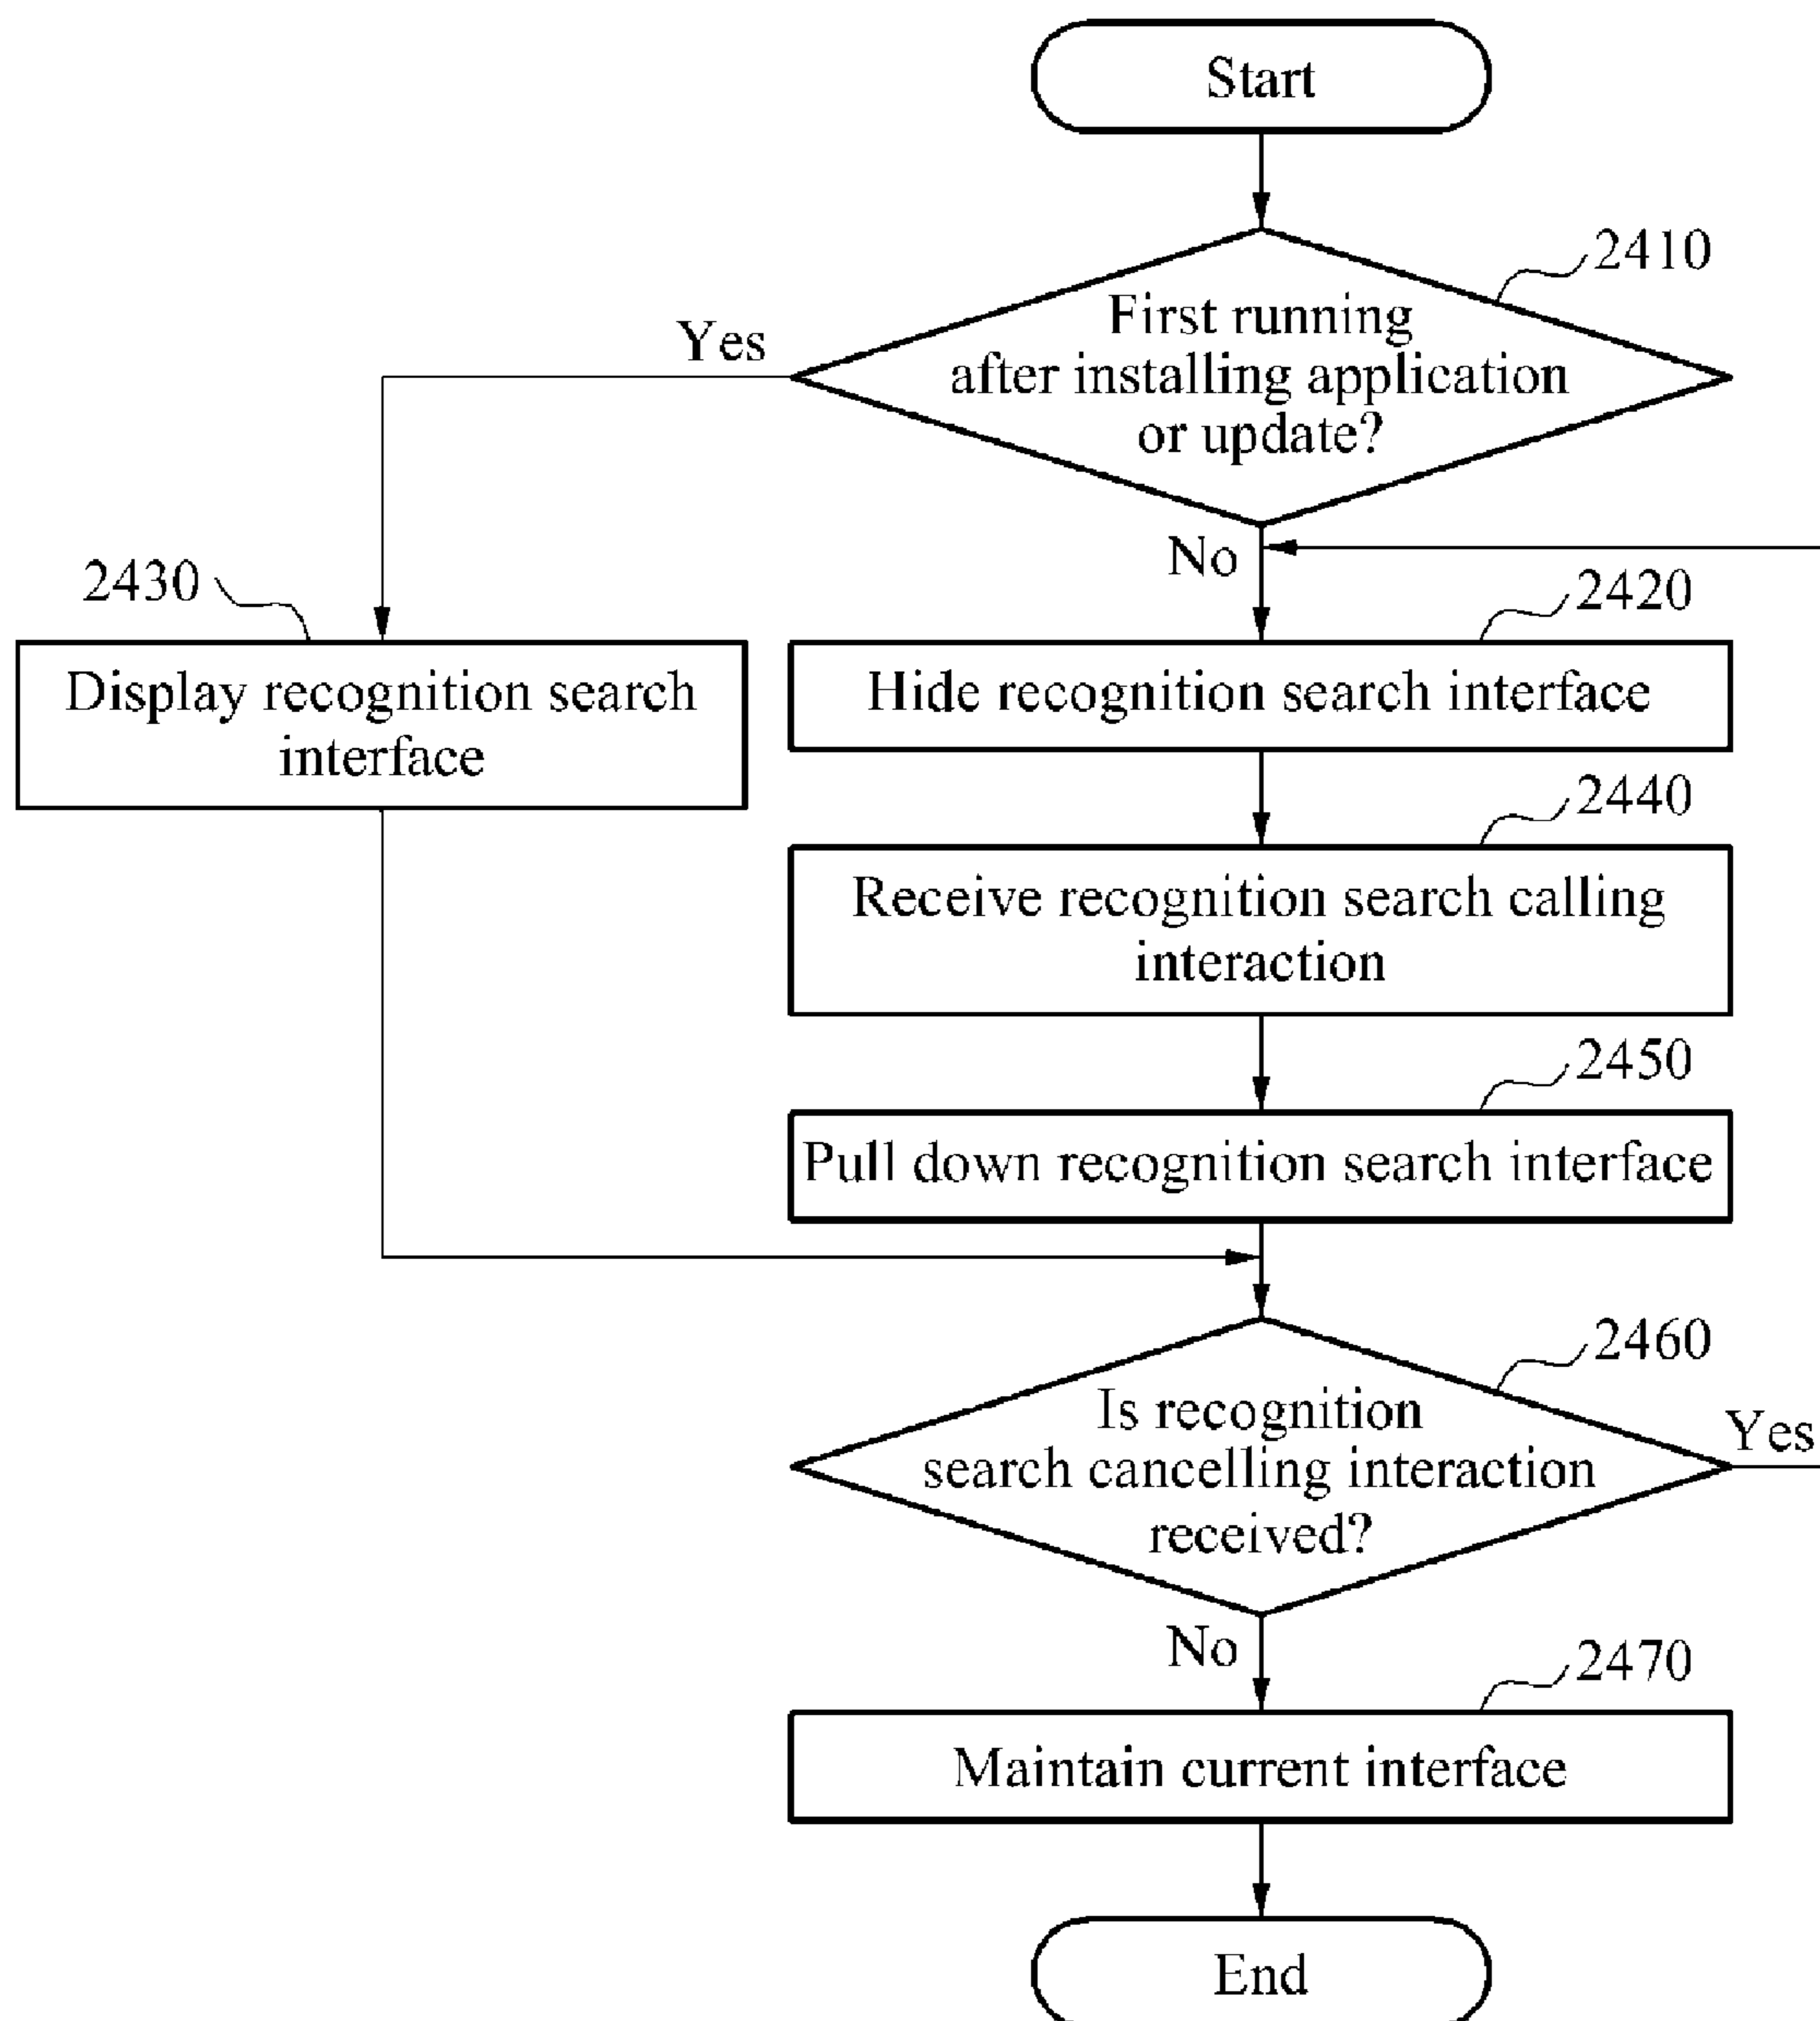 Start
2410
First running
after installing application
or update?
Yes
No
2430
2420
Display recognition search
interface
Hide recognition search interface
2440
Receive recognition search calling
interaction
2450
Pull down recognition search interface
2460
Is recognition
search cancelling interaction
received?
Yes
No
2470
Maintain current interface
End